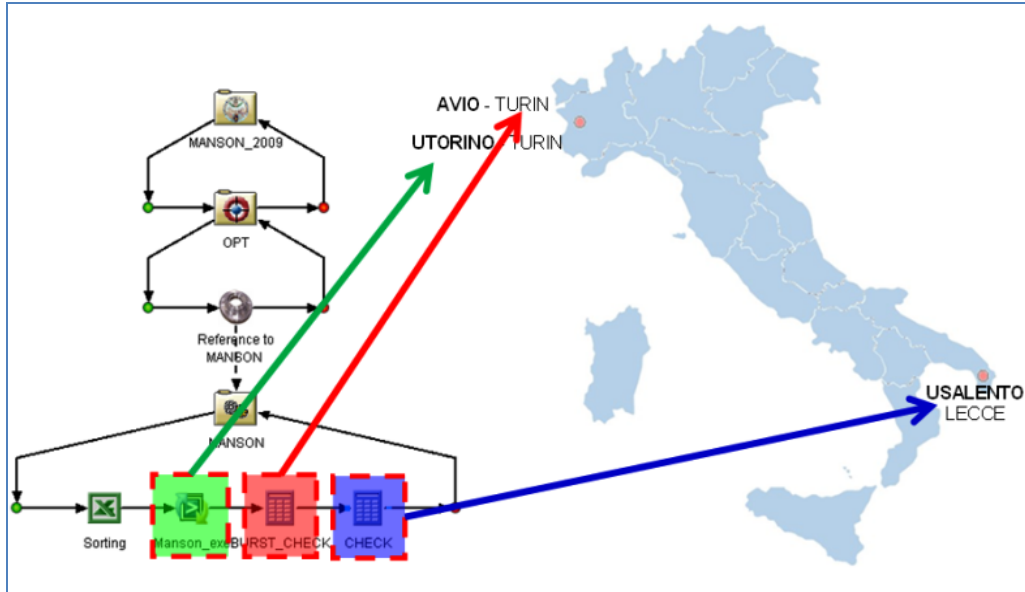 AVIO - TURIN
UTORINO - TURIN
MANSON_2009
OPT
Reference to
MANSON
MANSON
USALENTO
LECCE
Sorting
Manson_exe
BURST_CHECK
CHECK